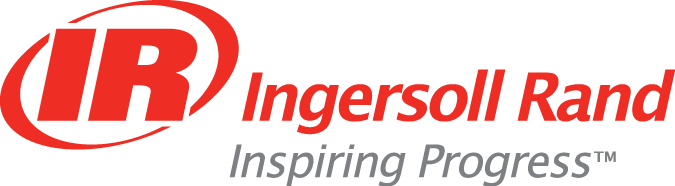 IR
Ingersoll Rand
Inspiring Progress™